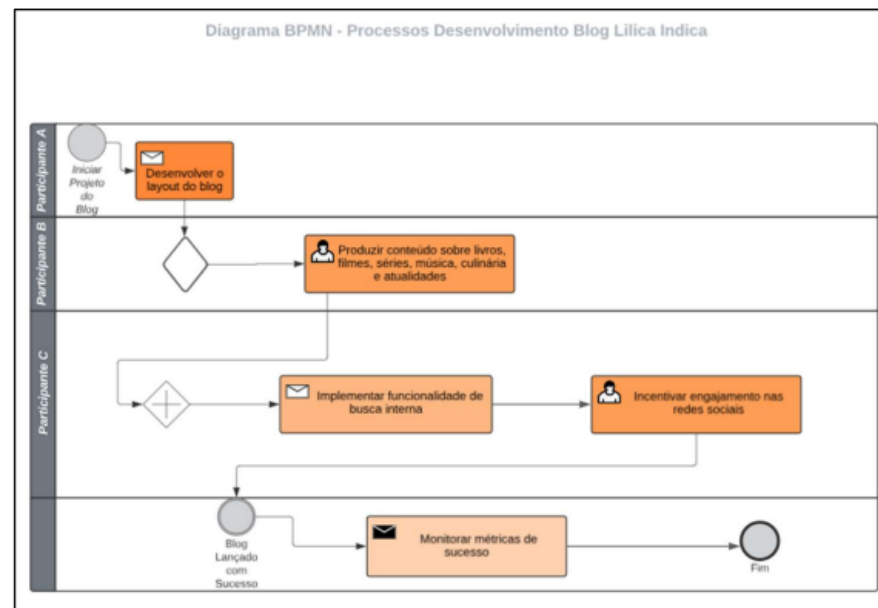 Diagrama BPMN - Processos Desenvolvimento Blog Lilica Indica
Participante A
Iniciar
Projeto
do
Blog
Desenvolver o
layout do blog
Participante B
Produzir conteúdo sobre livros,
filmes, séries, música, culinária
e atualidades
Participante C
Implementar funcionalidade de
busca interna
Incentivar engajamento nas
redes sociais
Blog
Lançado
com
Sucesso
Monitorar métricas de
sucesso
Fim